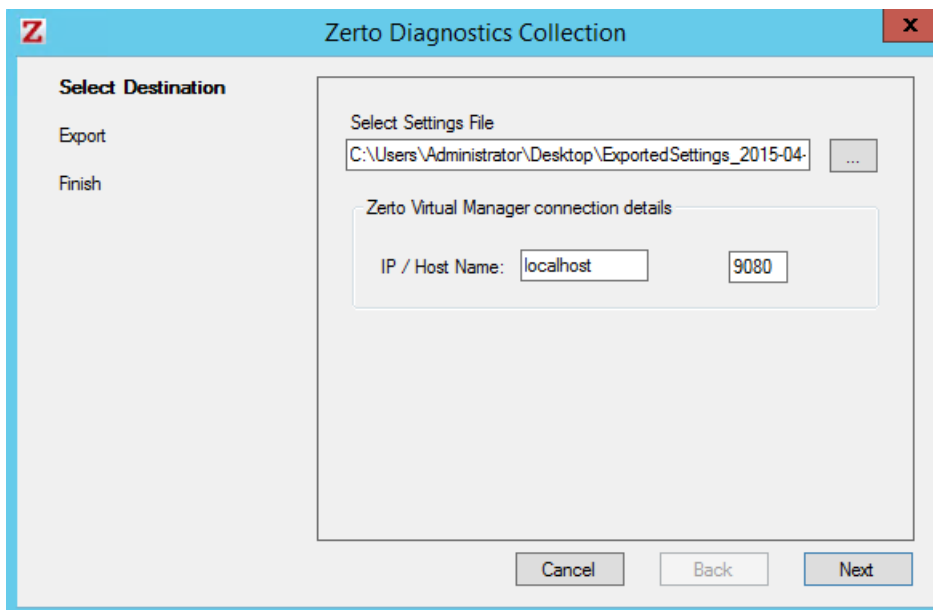 Z
Zerto Diagnostics Collection
x
Select Destination
Export
Finish
Select Settings File
C:\Users\Administrator\Desktop\ExportedSettings_2015-04-
...
Zerto Virtual Manager connection details
IP / Host Name: localhost 9080
Cancel Back Next